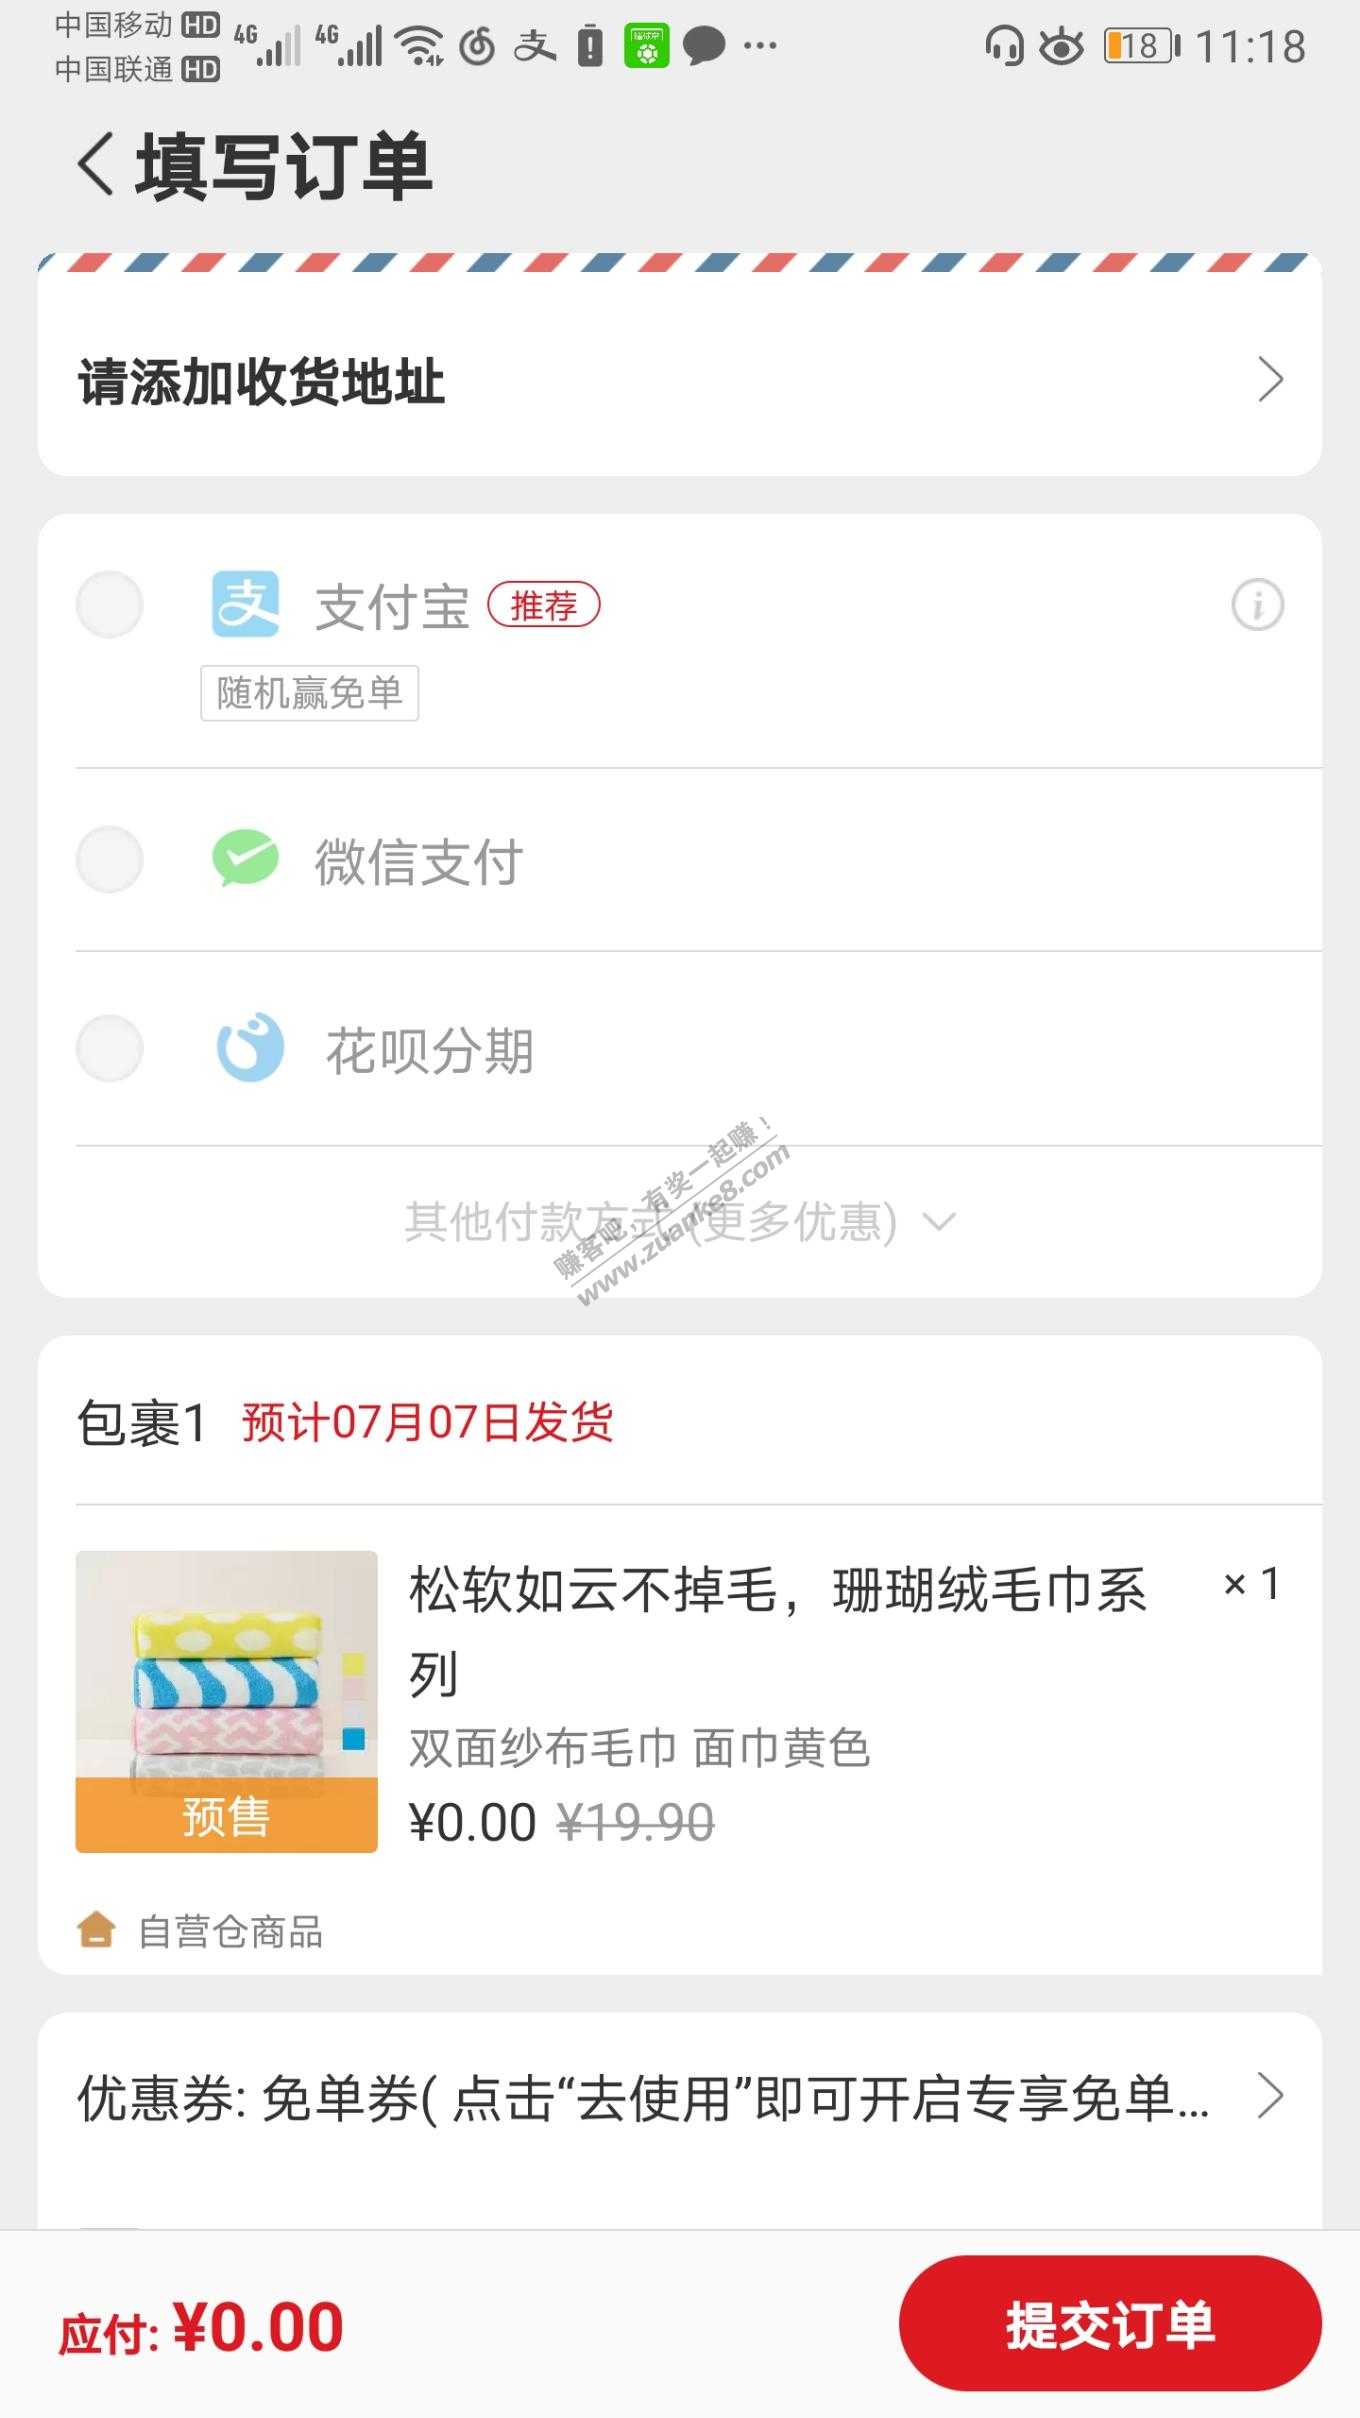 中国移动 HD 4G 4G 18 11:18
中国联通 HD
填写订单
请添加收货地址
支付宝 推荐
随机赢免单
微信支付
花呗分期
其他付款方式 (更多优惠)
赚客吧，有奖一起赚！
www.zuanke8.com
包裹1 预计07月07日发货
松软如云不掉毛，珊瑚绒毛巾系 × 1
列
双面纱布毛巾 面巾黄色
¥0.00 ¥19.90
预售
自营仓商品
优惠券: 免单券( 点击“去使用”即可开启专享免单...
应付: ¥0.00
提交订单